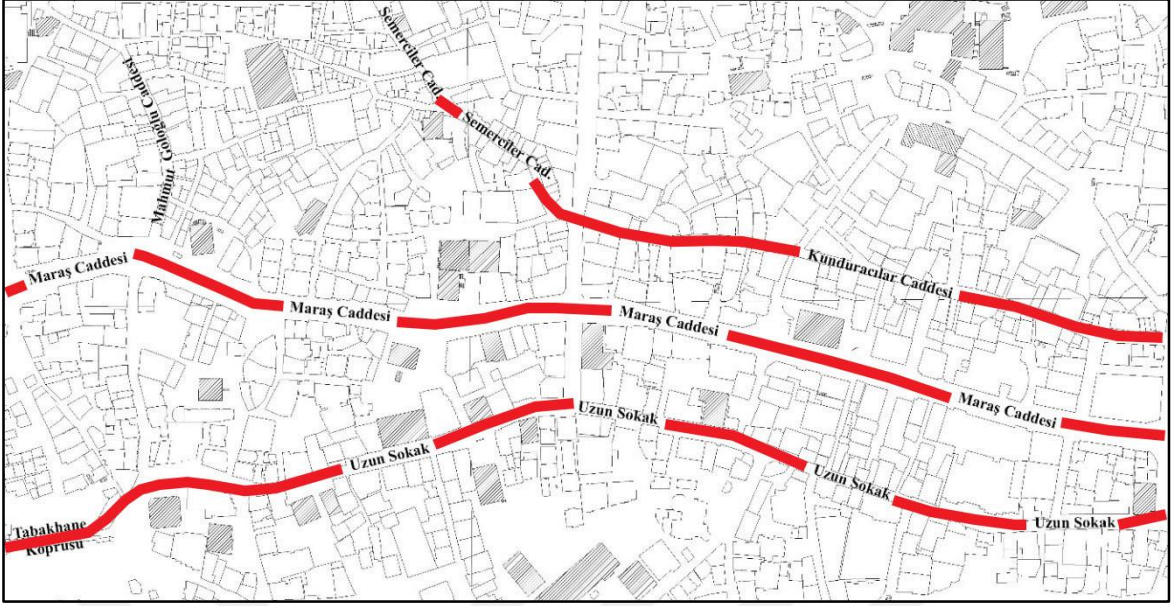 Semerciler Cad.
Semerciler Cad.
Mahmut Goloğlu Caddesi
Maraş Caddesi
Kunduracılar Caddesi
Maraş Caddesi
Maraş Caddesi
Maraş Caddesi
Uzun Sokak
Uzun Sokak
Uzun Sokak
Uzun Sokak
Tabakhane
Köprüsü